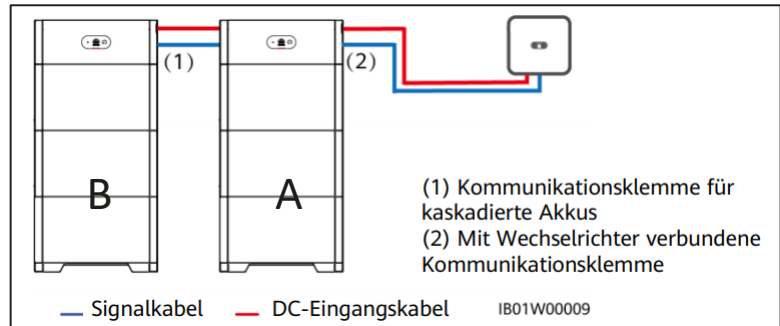 (1)
(2)
B
A
(1) Kommunikationsklemme für
kaskadierte Akkus
(2) Mit Wechselrichter verbundene
Kommunikationsklemme
Signalkabel
DC-Eingangskabel
IB01W00009